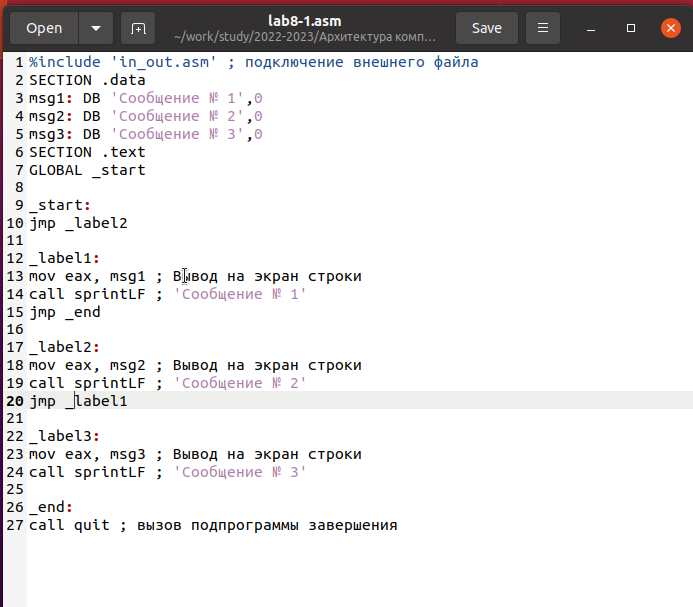 Open
lab8-1.asm
~/work/study/2022-2023/Архитектура комп…
Save
1 %include 'in_out.asm' ; подключение внешнего файла
2 SECTION .data
3 msg1: DB 'Сообщение № 1',0
4 msg2: DB 'Сообщение № 2',0
5 msg3: DB 'Сообщение № 3',0
6 SECTION .text
7 GLOBAL _start
8
9 _start:
10 jmp _label2
11
12 _label1:
13 mov eax, msg1 ; Вывод на экран строки
14 call sprintLF ; 'Сообщение № 1'
15 jmp _end
16
17 _label2:
18 mov eax, msg2 ; Вывод на экран строки
19 call sprintLF ; 'Сообщение № 2'
20 jmp _label1
21
22 _label3:
23 mov eax, msg3 ; Вывод на экран строки
24 call sprintLF ; 'Сообщение № 3'
25
26 _end:
27 call quit ; вызов подпрограммы завершения